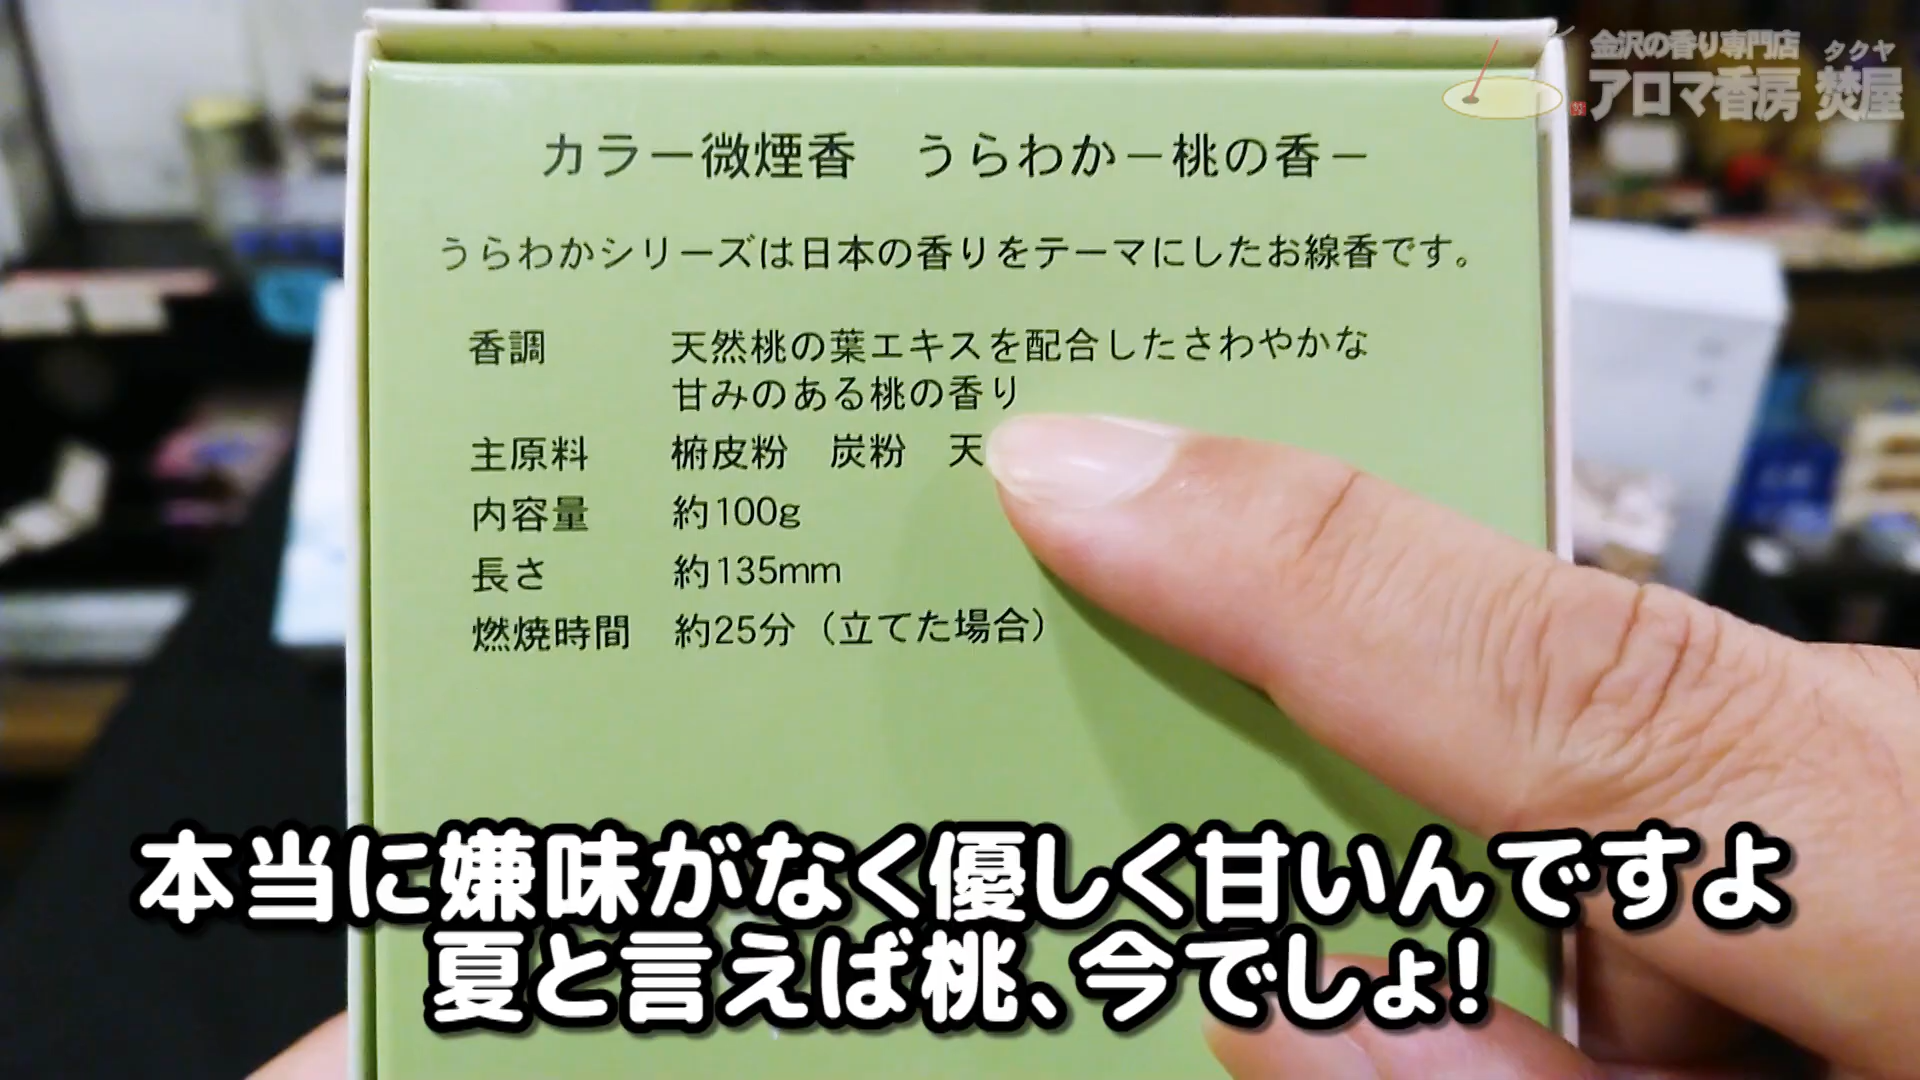 金沢の香り専門店
タクヤ
アロマ香房 焚屋
カラー微煙香 うらわか−桃の香−
うらわかシリーズは日本の香りをテーマにしたお線香です。
香調 天然桃の葉エキスを配合したさわやかな
甘みのある桃の香り
主原料 椨皮粉 炭粉 天
内容量 約100g
長さ 約135mm
燃焼時間 約25分（立てた場合）
本当に嫌味がなく優しく甘いんですよ
夏と言えば桃、今でしょ!